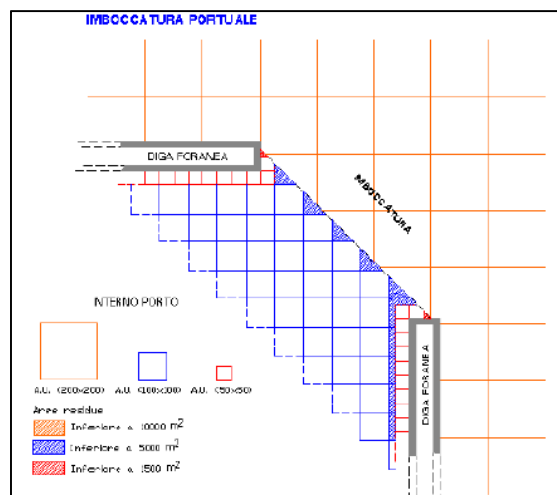 IMBOCCATURA PORTUALE
DIGA FORANEA
IMBOCCATURA
INTERNO PORTO
DIGA FORANEA
A.U. (200x200) A.U. (100x100) A.U. (50x50)
Aree residue
Inferiore a 10000 m²
Inferiore a 5000 m²
Inferiore a 1500 m²